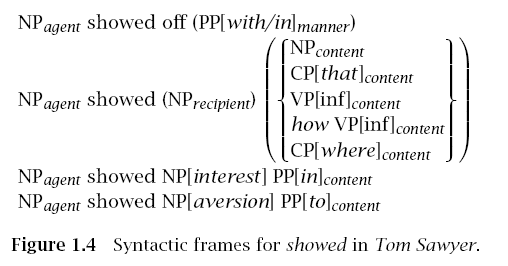 NPagent showed off (PP[with/in]manner)
NPcontent
CP[that]content
NPagent showed (NPrecipient) VP[inf]content
how VP[inf]content
CP[where]content
NPagent showed NP[interest] PP[in]content
NPagent showed NP[aversion] PP[to]content
Figure 1.4 Syntactic frames for showed in Tom Sawyer.